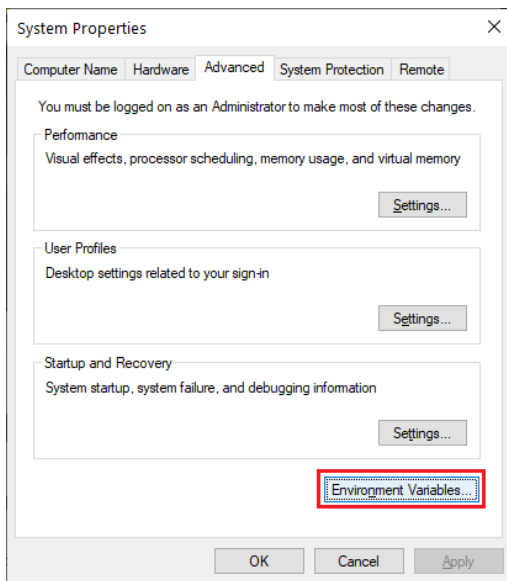 System Properties
Computer Name Hardware Advanced System Protection Remote
You must be logged on as an Administrator to make most of these changes.
Performance
Visual effects, processor scheduling, memory usage, and virtual memory
Settings...
User Profiles
Desktop settings related to your sign-in
Settings...
Startup and Recovery
System startup, system failure, and debugging information
Settings...
Environment Variables...
OK Cancel Apply